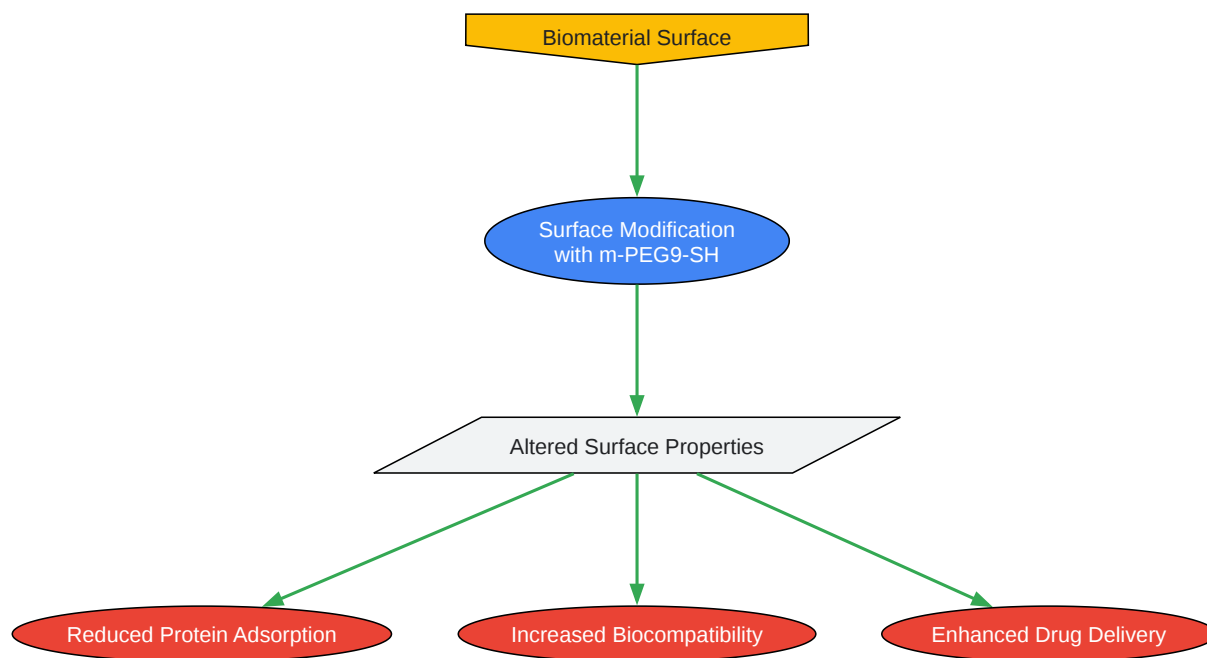 Biomaterial Surface
Surface Modification
with m-PEG9-SH
Altered Surface Properties
Reduced Protein Adsorption
Increased Biocompatibility
Enhanced Drug Delivery